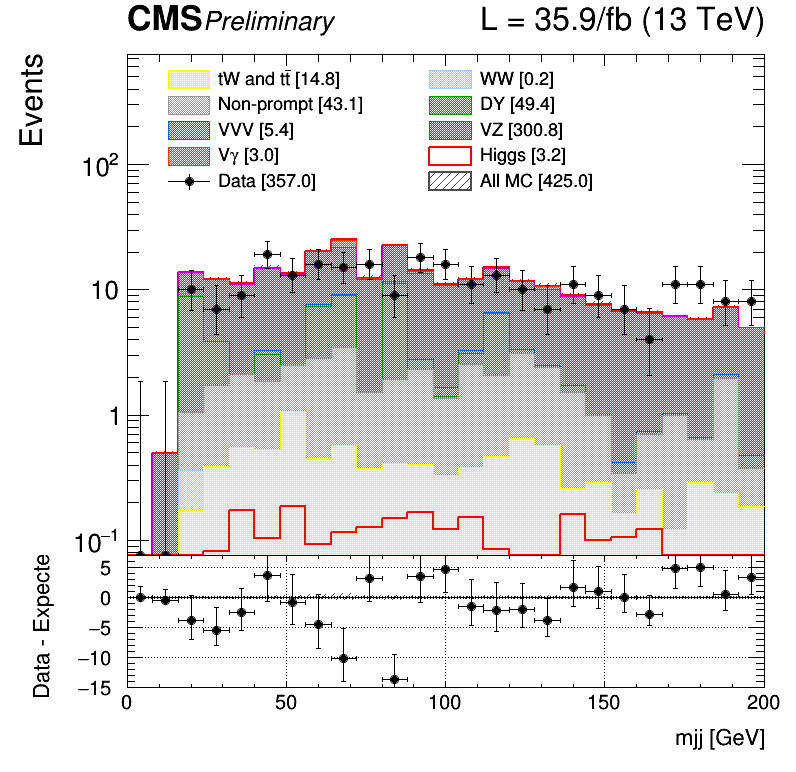 CMS Preliminary L = 35.9/fb (13 TeV)
Events
tW and tt̄ [14.8] WW [0.2]
Non-prompt [43.1] DY [49.4]
VVV [5.4] VZ [300.8]
Vγ [3.0] Higgs [3.2]
Data [357.0] All MC [425.0]
10²
10
1
10⁻¹
Data - Expecte
5
0
−5
−10
−15
0 50 100 150 200
mjj [GeV]